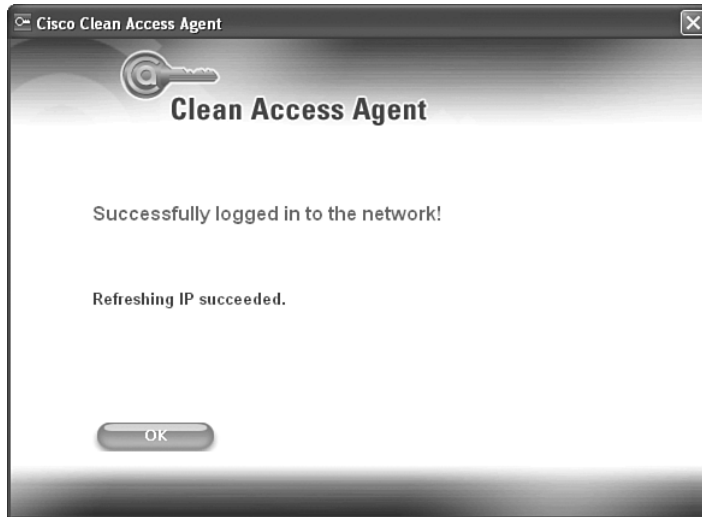 Cisco Clean Access Agent
Clean Access Agent
Successfully logged in to the network!
Refreshing IP succeeded.
OK